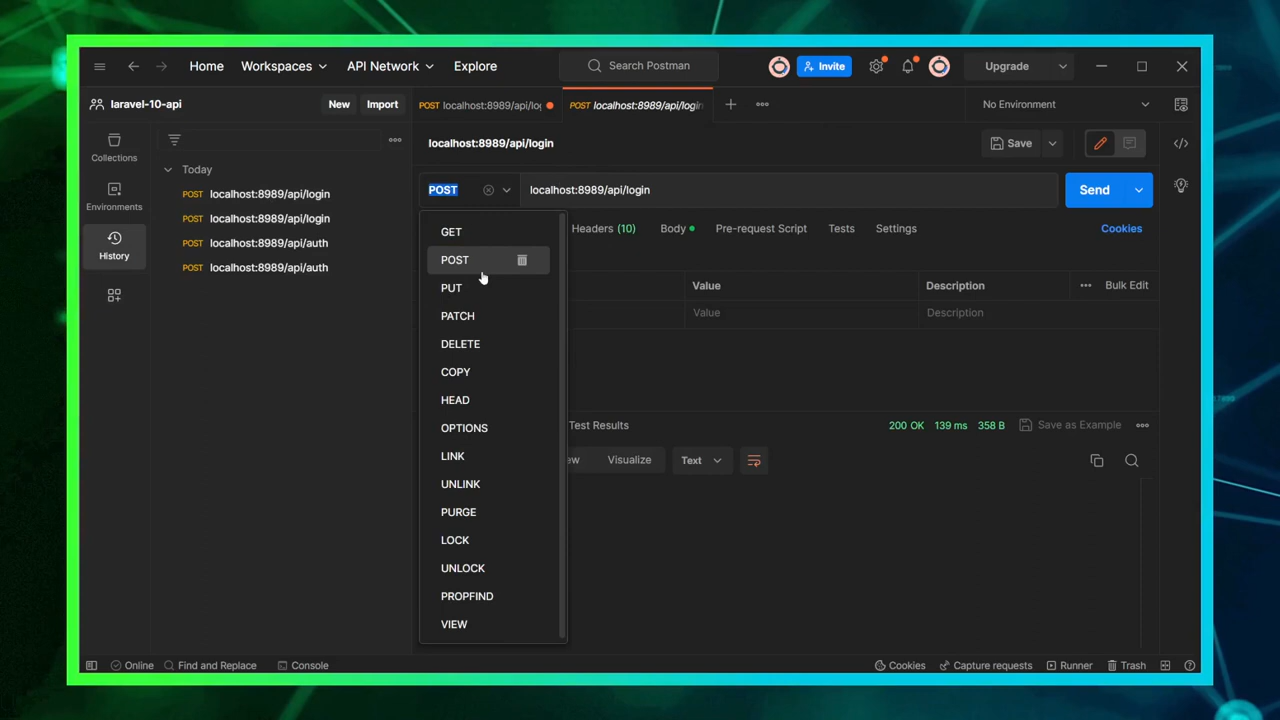 Home Workspaces API Network Explore Search Postman Invite Upgrade
laravel-10-api New Import POST localhost:8989/api/log POST localhost:8989/api/login No Environment
localhost:8989/api/login Save
Collections
Today
Environments
POST localhost:8989/api/login
POST localhost:8989/api/login
POST localhost:8989/api/auth
POST localhost:8989/api/auth
History
POST localhost:8989/api/login Send
Headers (10) Body Pre-request Script Tests Settings Cookies
GET
POST
PUT
PATCH
DELETE
COPY
HEAD
OPTIONS
LINK
UNLINK
PURGE
LOCK
UNLOCK
PROPFIND
VIEW
Value Description Bulk Edit
Value Description
Test Results 200 OK 139 ms 358 B Save as Example
ew Visualize Text
Online Find and Replace Console Cookies Capture requests Runner Trash